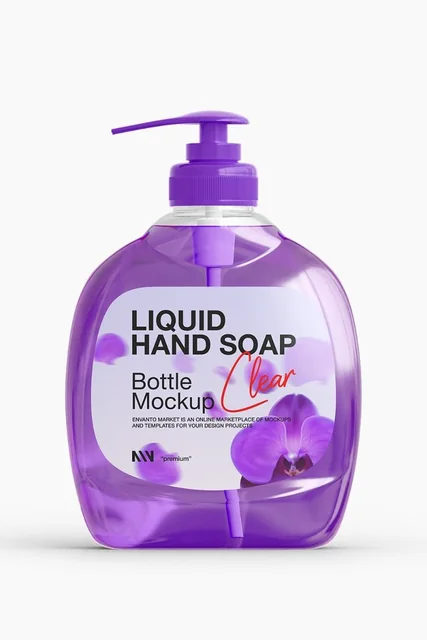 LIQUID
HAND SOAP
Clear
Bottle
Mockup
ENVANTO MARKET IS AN ONLINE MARKETPLACE OF MOCKUPS
AND TEMPLATES FOR YOUR DESIGN PROJECTS
"premium"